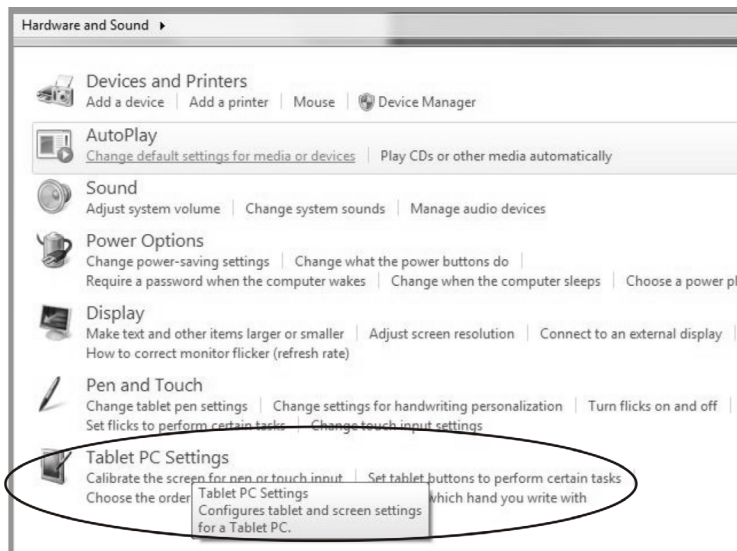 Hardware and Sound
Devices and Printers
Add a device Add a printer Mouse Device Manager
AutoPlay
Change default settings for media or devices Play CDs or other media automatically
Sound
Adjust system volume Change system sounds Manage audio devices
Power Options
Change power-saving settings Change what the power buttons do
Require a password when the computer wakes Change when the computer sleeps Choose a power pl
Display
Make text and other items larger or smaller Adjust screen resolution Connect to an external display
How to correct monitor flicker (refresh rate)
Pen and Touch
Change tablet pen settings Change settings for handwriting personalization Turn flicks on and off
Set flicks to perform certain tasks Change touch input settings
Tablet PC Settings
Calibrate the screen for pen or touch input Set tablet buttons to perform certain tasks
Choose the order which hand you write with
Tablet PC Settings
Configures tablet and screen settings
for a Tablet PC.